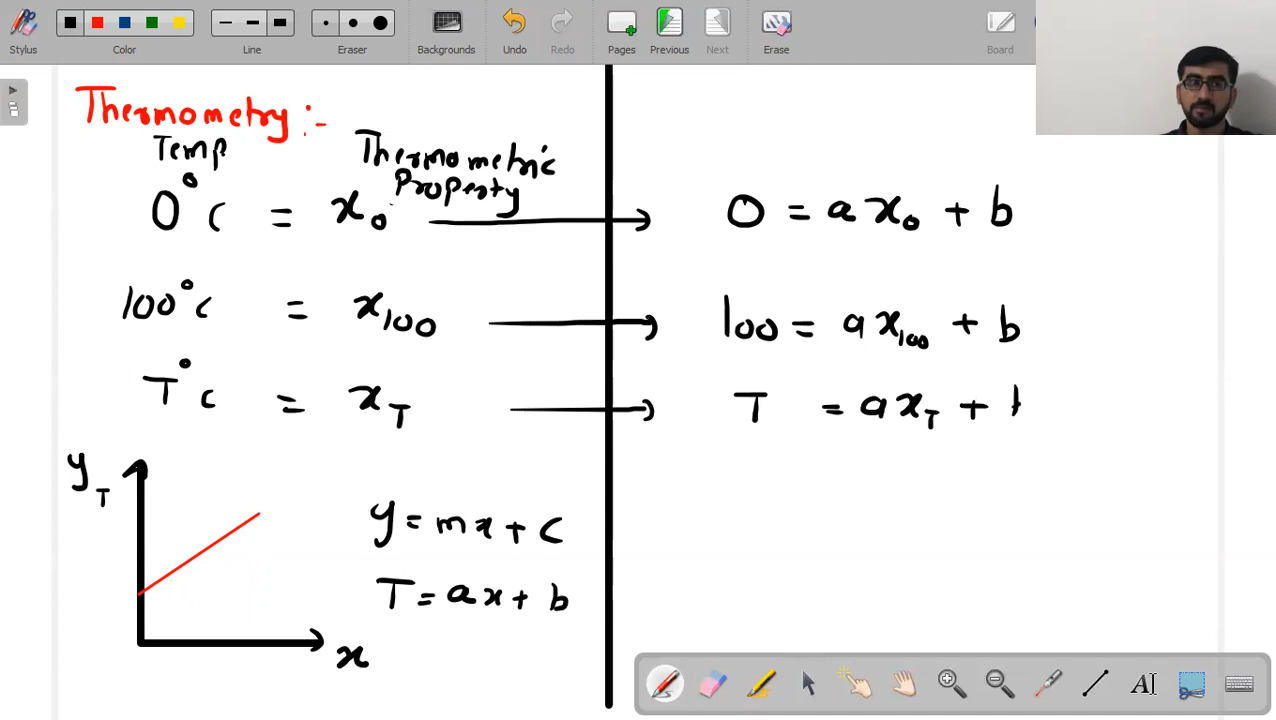 Stylus Color Line Eraser Backgrounds Undo Redo Pages Previous Next Erase Board
Thermometry :-
Temp Thermometric
Property
0°C = x₀ → 0 = ax₀ + b
100°C = x₁₀₀ → 100 = ax₁₀₀ + b
T°C = x_T → T = ax_T +
y_T
y = mx + c
T = ax + b
x
A